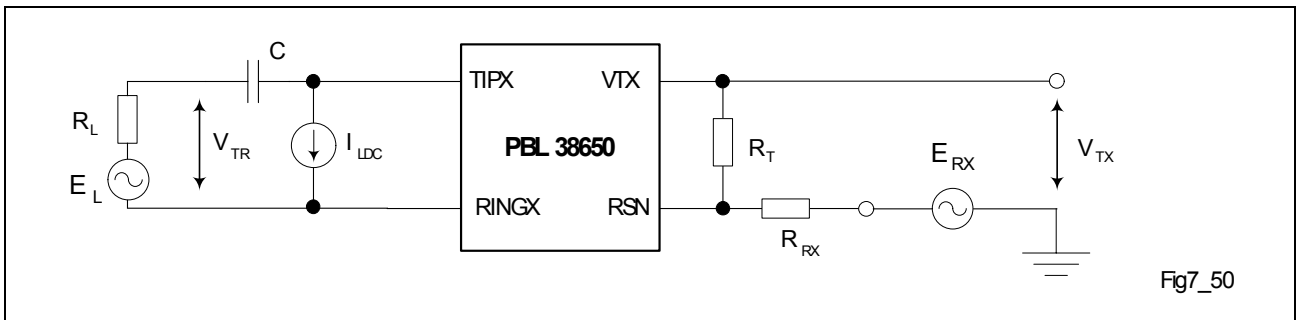 C
TIPX VTX
R_L
V_TR
I_LDC
PBL 38650
R_T
E_RX
V_TX
E_L
RINGX RSN
R_RX
Fig7_50